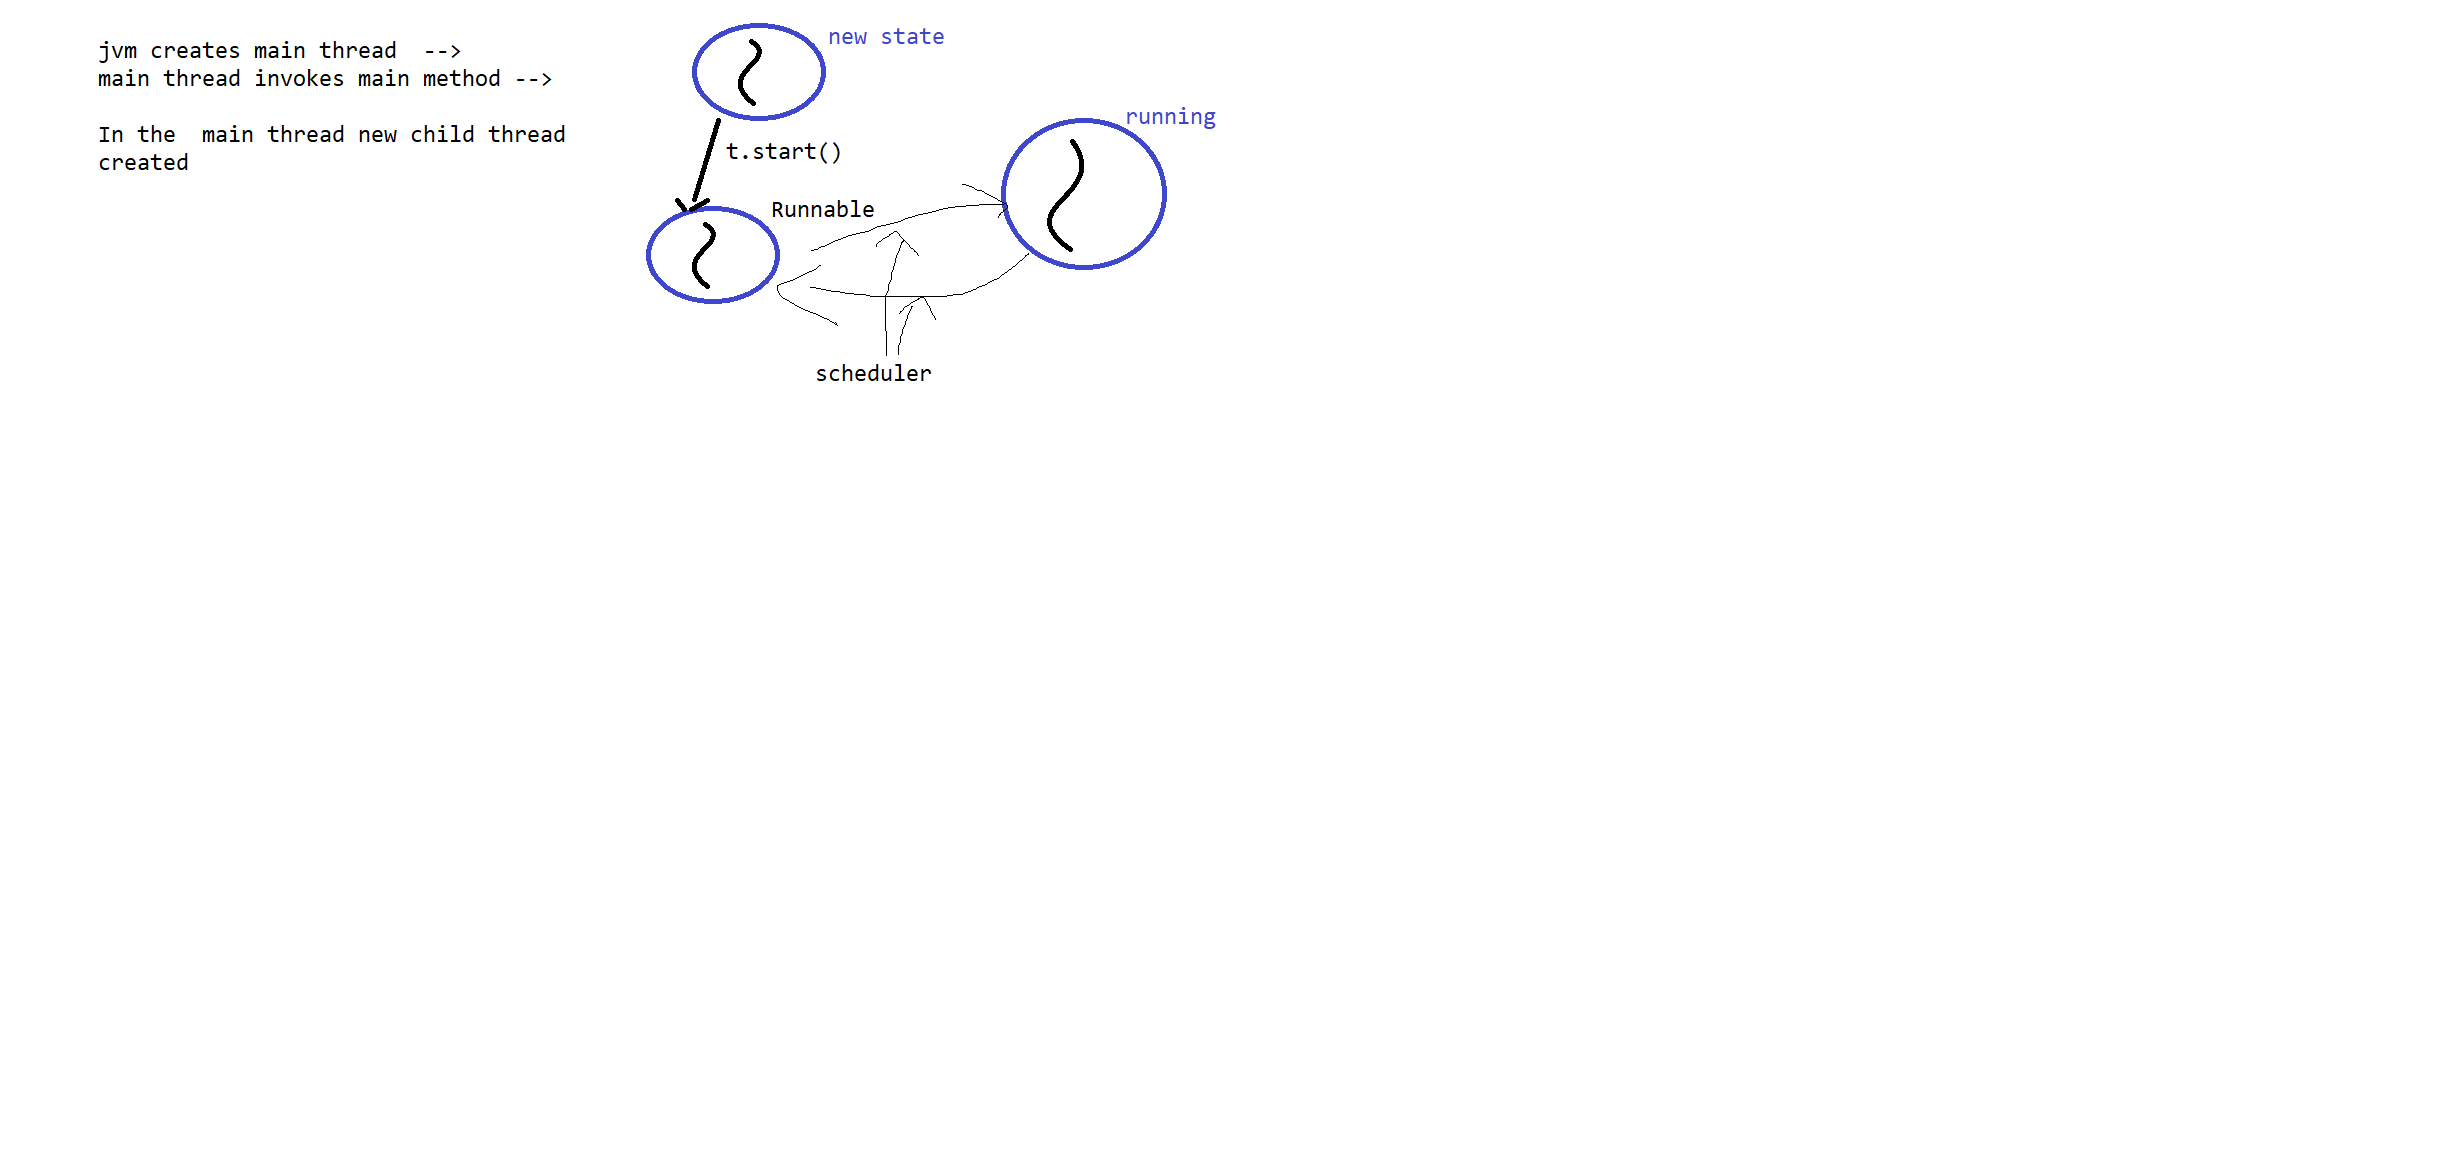 jvm creates main thread  -->
main thread invokes main method -->
In the  main thread new child thread
created
new state
t.start()
Runnable
running
scheduler